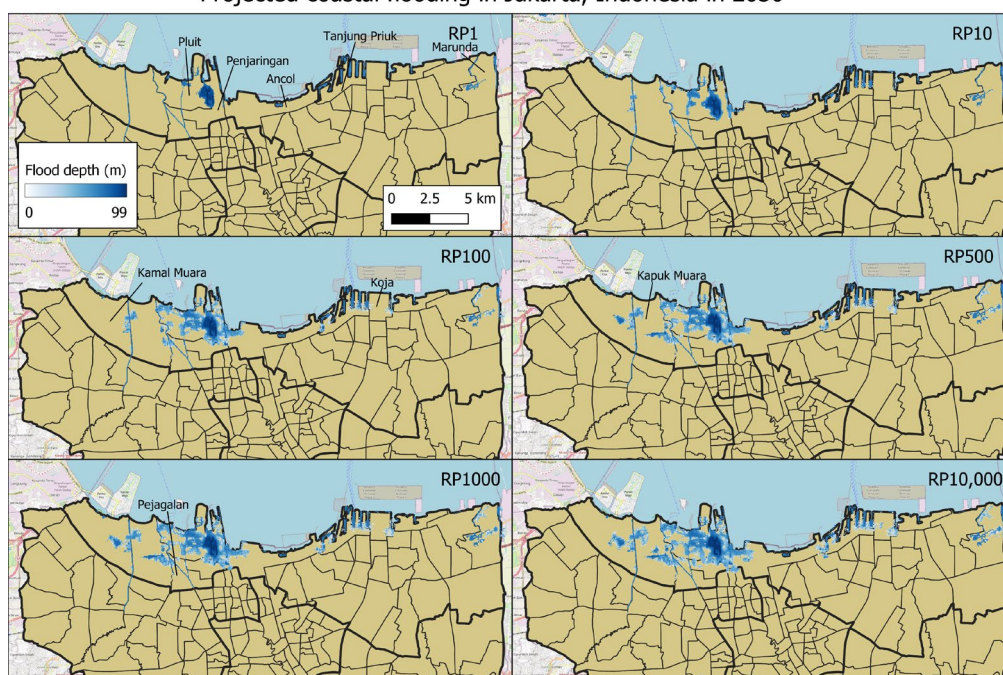 Projected coastal flooding in Jakarta, Indonesia in 2030
RP1
Pluit
Penjaringan
Ancol
Tanjung Priuk
Marunda
Flood depth (m)
0 99
0 2.5 5 km
RP10
RP100
Kamal Muara
Koja
RP500
Kapuk Muara
RP1000
Pejagalan
RP10,000